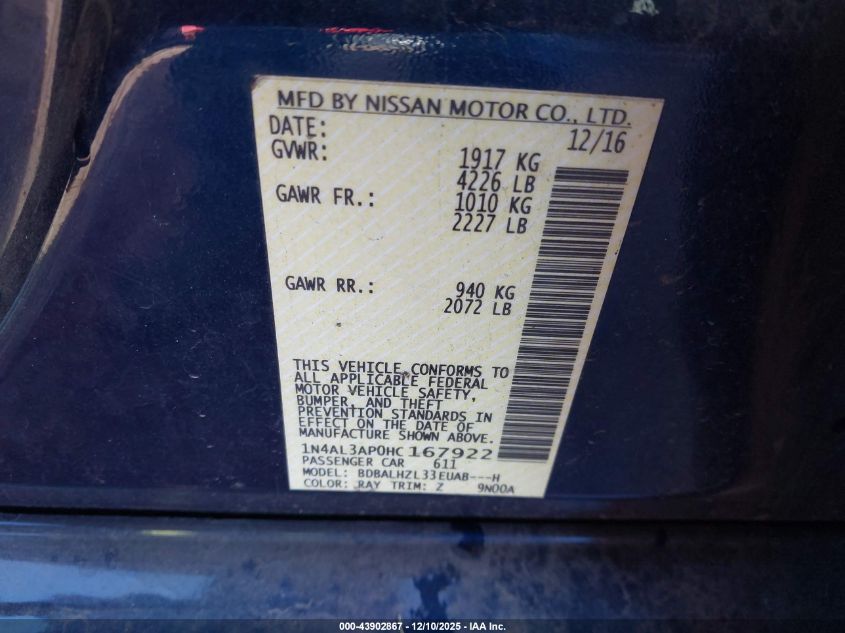 MFD BY NISSAN MOTOR CO., LTD.
DATE: 12/16
GVWR: 1917 KG
4226 LB
GAWR FR.: 1010 KG
2227 LB
GAWR RR.: 940 KG
2072 LB
THIS VEHICLE CONFORMS TO
ALL APPLICABLE FEDERAL
MOTOR VEHICLE SAFETY,
BUMPER, AND THEFT
PREVENTION STANDARDS IN
EFFECT ON THE DATE OF
MANUFACTURE SHOWN ABOVE.
1N4AL3AP0HC167922
PASSENGER CAR 611
MODEL: BDBALHZL33EUAB---H
COLOR: RAY TRIM: Z 9N00A
000-43902867 - 12/10/2025 - IAA Inc.